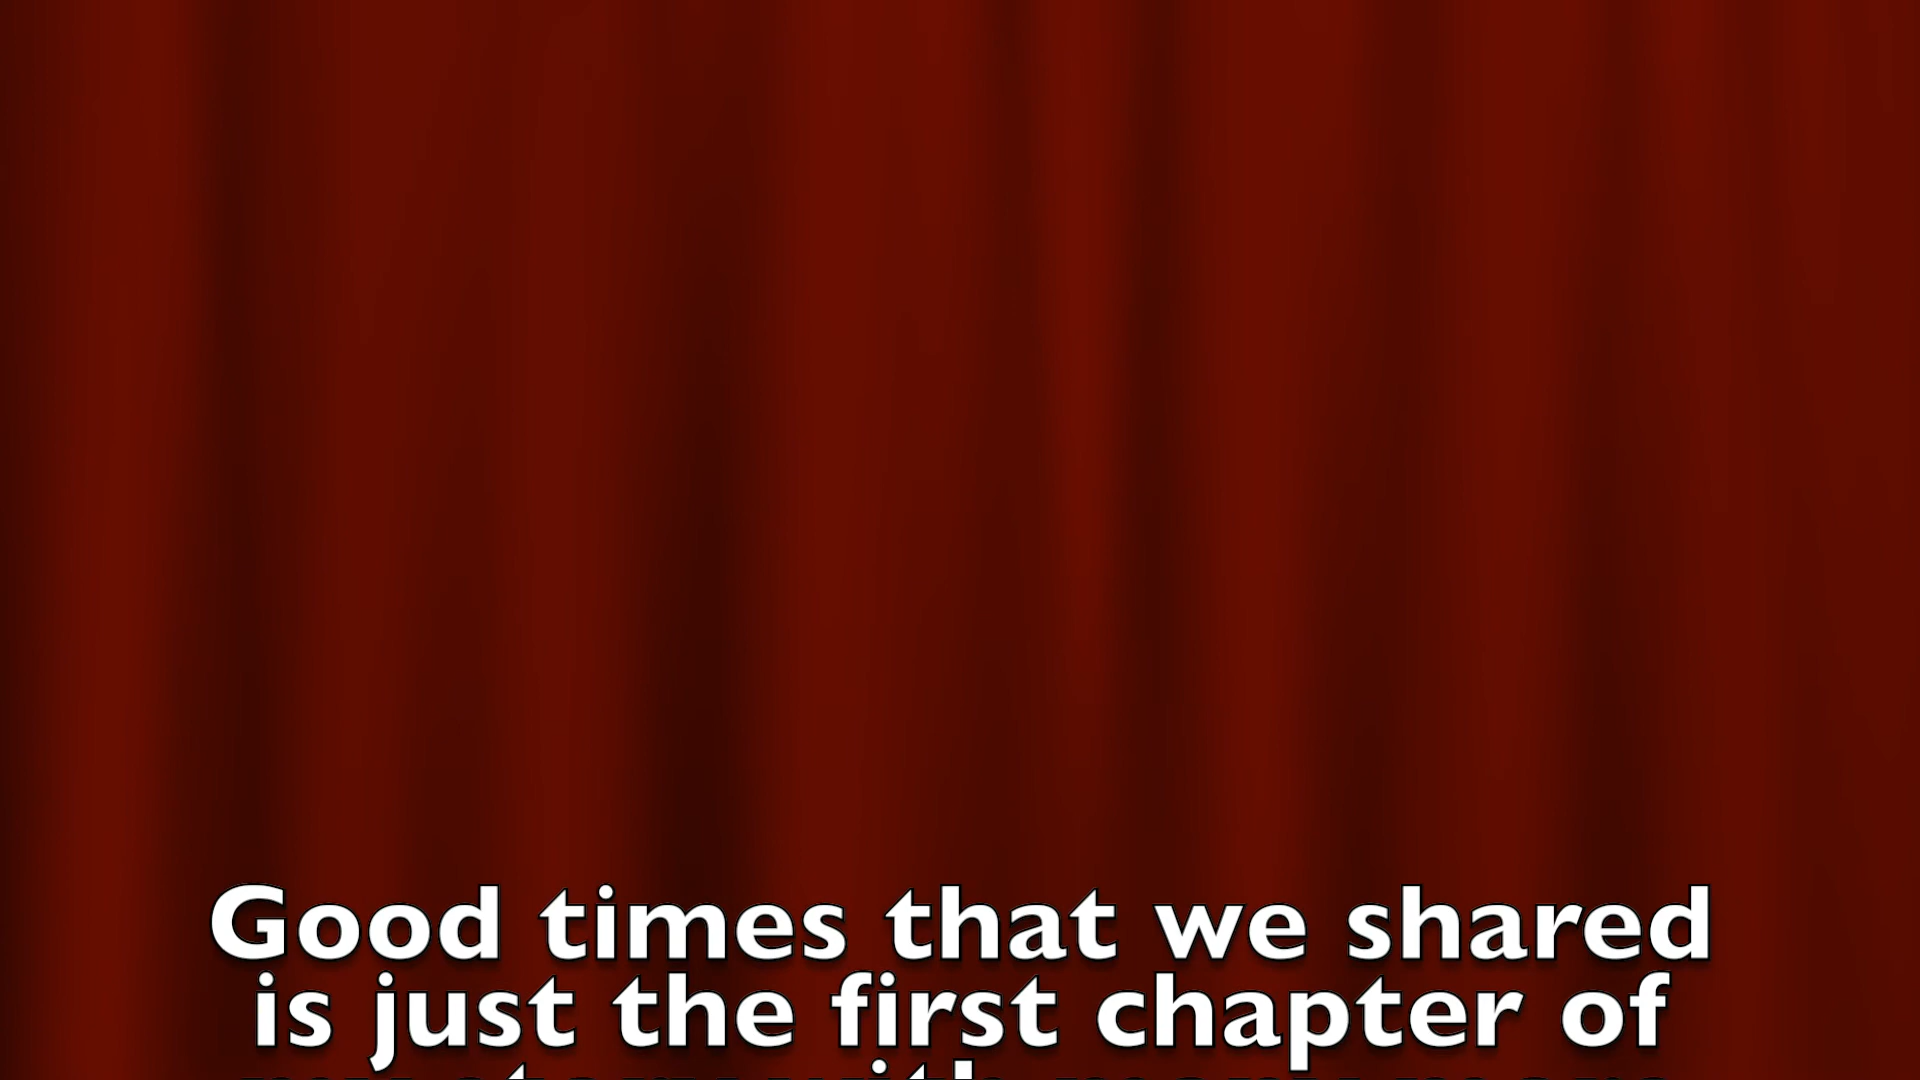 Good times that we shared
is just the first chapter of